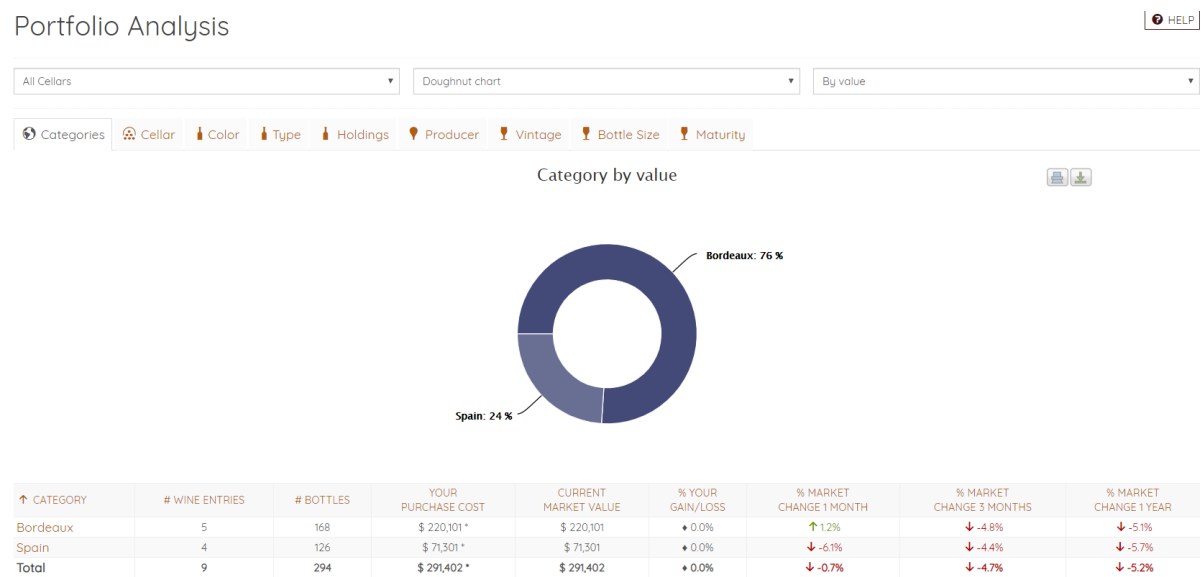 Portfolio Analysis
HELP
All Cellars
Doughnut chart
By value
Categories Cellar Color Type Holdings Producer Vintage Bottle Size Maturity
Category by value
Bordeaux: 76 %
Spain: 24 %
↑ CATEGORY # WINE ENTRIES # BOTTLES YOUR PURCHASE COST CURRENT MARKET VALUE % YOUR GAIN/LOSS % MARKET CHANGE 1 MONTH % MARKET CHANGE 3 MONTHS % MARKET CHANGE 1 YEAR
Bordeaux 5 168 $ 220,101 * $ 220,101 ♦ 0.0% ↑ 1.2% ↓ -4.8% ↓ -5.1%
Spain 4 126 $ 71,301 * $ 71,301 ♦ 0.0% ↓ -6.1% ↓ -4.4% ↓ -5.7%
Total 9 294 $ 291,402 * $ 291,402 ♦ 0.0% ↓ -0.7% ↓ -4.7% ↓ -5.2%